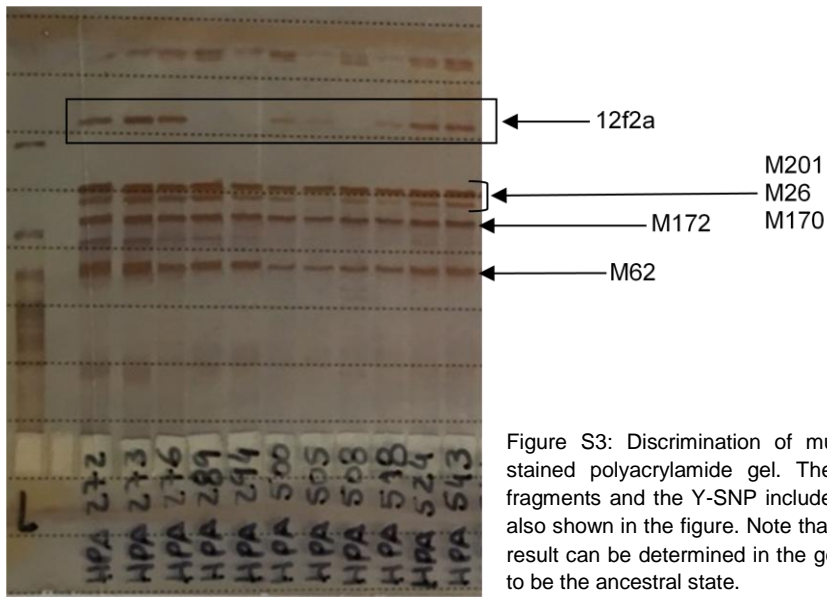 12f2a
M201
M26
M170
M172
M62
L
HPA 272
HPA 273
HPA 276
HPA 289
HPA 294
HPA 500
HPA 505
HPA 508
HPA 518
HPA 524
HPA 543
Figure S3: Discrimination of mu
stained polyacrylamide gel. The
fragments and the Y-SNP include
also shown in the figure. Note tha
result can be determined in the ge
to be the ancestral state.